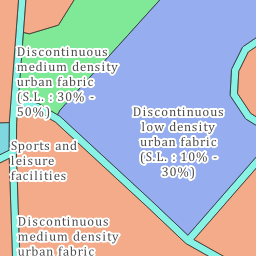 Discontinuous
medium density
urban fabric
(S.L. : 30% -
50%)
Discontinuous
low density
urban fabric
(S.L. : 10% -
30%)
Sports and
leisure
facilities
Discontinuous
medium density
urban fabric